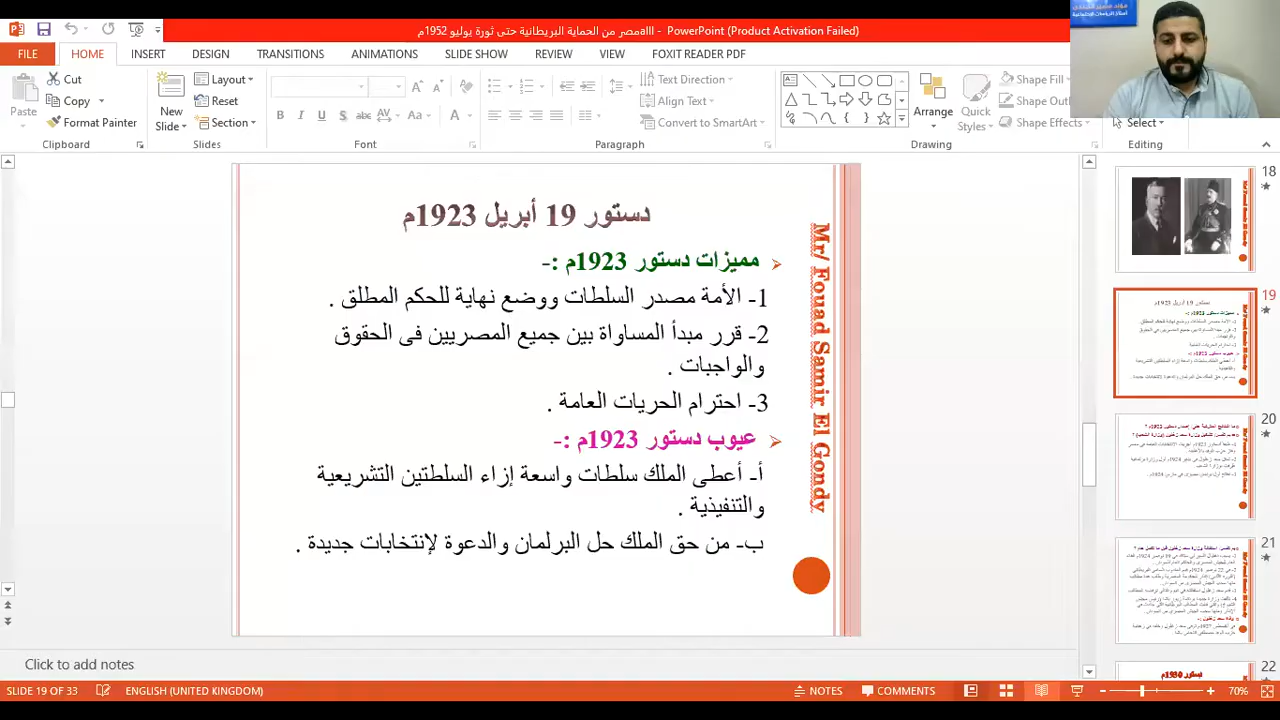 مصر من الحماية البريطانية حتى ثورة يوليو 1952م - PowerPoint (Product Activation Failed)
FILE HOME INSERT DESIGN TRANSITIONS ANIMATIONS SLIDE SHOW REVIEW VIEW FOXIT READER PDF
Paste
Cut
Copy
Format Painter
Clipboard
New Slide
Layout
Reset
Section
Slides
Font
Text Direction
Align Text
Convert to SmartArt
Paragraph
Arrange
Quick Styles
Shape Fill
Shape Effects
Drawing
Select
Editing
دستور 19 أبريل 1923م
مميزات دستور 1923م :-
1- الأمة مصدر السلطات ووضع نهاية للحكم المطلق .
2- قرر مبدأ المساواة بين جميع المصريين فى الحقوق
والواجبات .
3- احترام الحريات العامة .
عيوب دستور 1923م :-
أ- أعطى الملك سلطات واسعة إزاء السلطتين التشريعية
والتنفيذية .
ب- من حق الملك حل البرلمان والدعوة لإنتخابات جديدة .
Mr/ Fouad Samir El Gondy
18
19
20
21
22
دستور 1930م
Click to add notes
SLIDE 19 OF 33 ENGLISH (UNITED KINGDOM) NOTES COMMENTS 70%